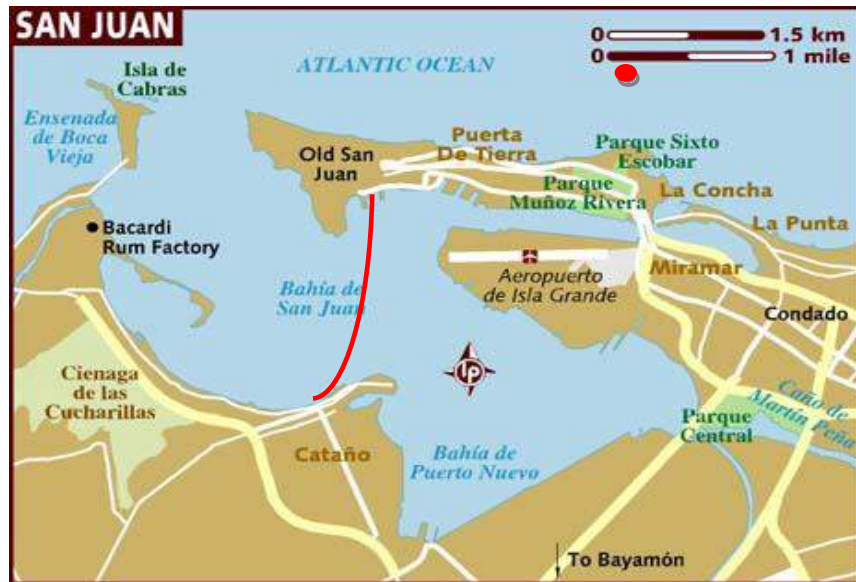 SAN JUAN
0 1.5 km
0 1 mile
ATLANTIC OCEAN
Isla de
Cabras
Ensenada
de Boca
Vieja
Old San
Juan
Puerta
De Tierra
Parque Sixto
Escobar
Parque
Muñoz Rivera
La Concha
La Punta
Bacardi
Rum Factory
Aeropuerto
de Isla Grande
Miramar
Bahía de
San Juan
Condado
LP
Cienaga
de las
Cucharillas
Caño de
Martín Peña
Parque
Central
Cataño
Bahía de
Puerto Nuevo
To Bayamón